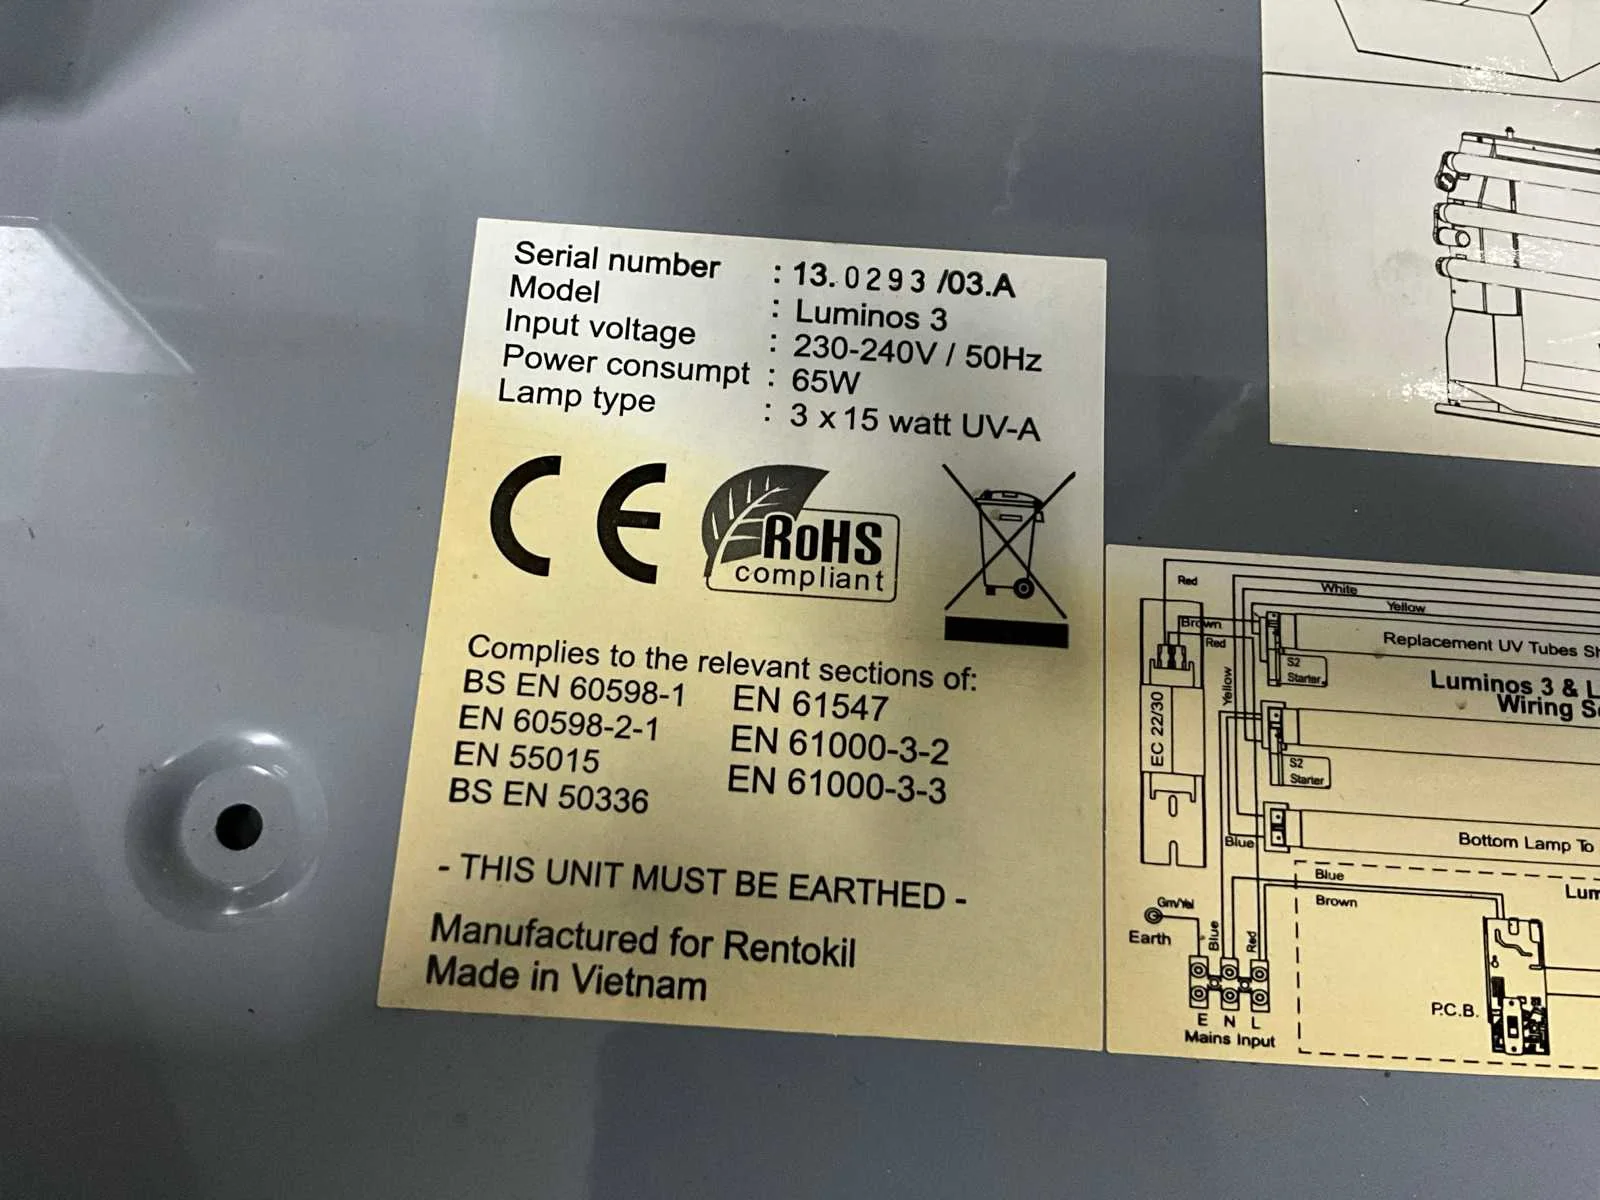 Serial number : 13.0293 /03.A
Model : Luminos 3
Input voltage : 230-240V / 50Hz
Power consumpt : 65W
Lamp type : 3 x 15 watt UV-A
CE
RoHS
compliant
Complies to the relevant sections of:
BS EN 60598-1 EN 61547
EN 60598-2-1 EN 61000-3-2
EN 55015 EN 61000-3-3
BS EN 50336
- THIS UNIT MUST BE EARTHED -
Manufactured for Rentokil
Made in Vietnam
Red
White
Yellow
Brown
Red
Replacement UV Tubes
S2
Starter
Luminos 3 &
Wiring
Yellow
EC 22/30
S2
Starter
Blue
Bottom Lamp To
Blue
Brown
Grn/Yel
Earth
Blue
Red
P.C.B.
E N L
Mains Input